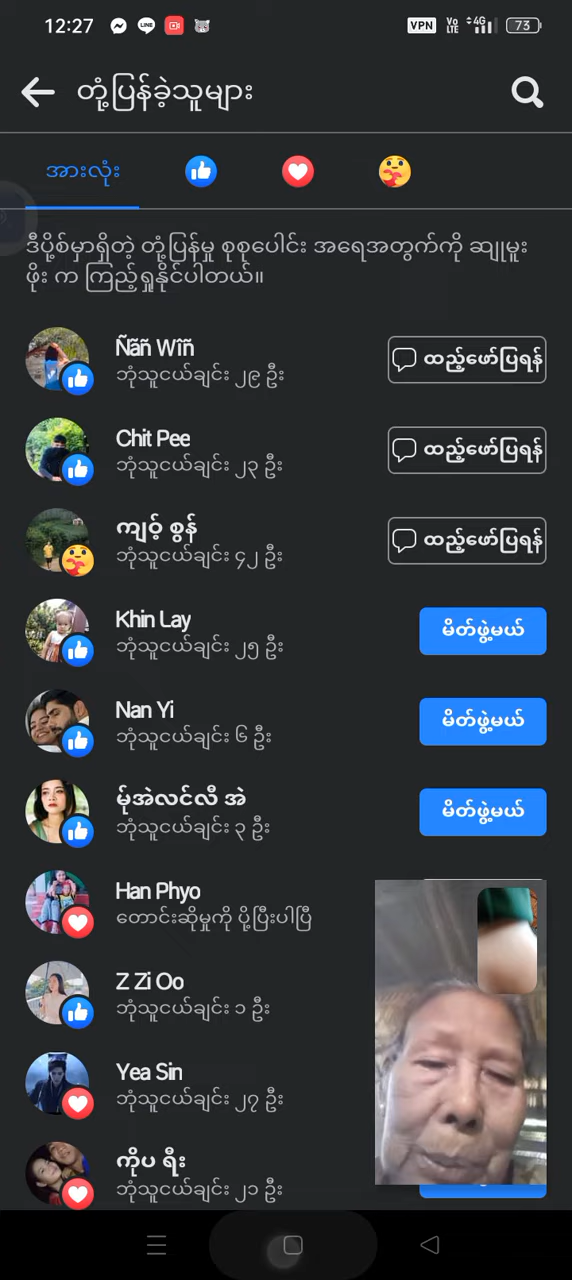 12:27
VPN
Vo LTE
4G
73
တုံ့ပြန်ခဲ့သူများ
အားလုံး
ဒီပို့စ်မှာရှိတဲ့ တုံ့ပြန်မှု စုစုပေါင်း အရေအတွက်ကို ဆျုမူး
ဖိုး က ကြည့်ရှုနိုင်ပါတယ်။
Ñãñ Wîñ
ဘုံသူငယ်ချင်း ၂၉ ဦး
ထည့်ဖော်ပြရန်
Chit Pee
ဘုံသူငယ်ချင်း ၂၃ ဦး
ထည့်ဖော်ပြရန်
ကျဝ့် စွန်
ဘုံသူငယ်ချင်း ၄၂ ဦး
ထည့်ဖော်ပြရန်
Khin Lay
ဘုံသူငယ်ချင်း ၂၅ ဦး
မိတ်ဖွဲ့မယ်
Nan Yi
ဘုံသူငယ်ချင်း ၆ ဦး
မိတ်ဖွဲ့မယ်
မှ်အဲလင်လီ အဲ
ဘုံသူငယ်ချင်း ၃ ဦး
မိတ်ဖွဲ့မယ်
Han Phyo
တောင်းဆိုမှုကို ပို့ပြီးပါပြီ
Z Zi Oo
ဘုံသူငယ်ချင်း ၁ ဦး
Yea Sin
ဘုံသူငယ်ချင်း ၂၇ ဦး
ကိုပ ရီး
ဘုံသူငယ်ချင်း ၂၁ ဦး